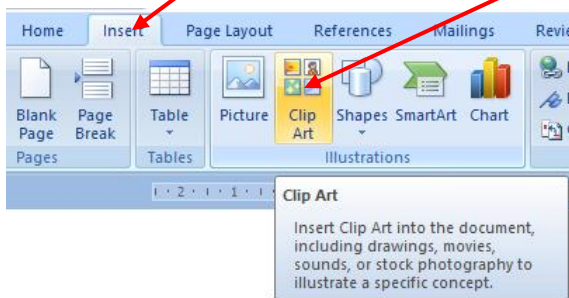 Home Insert Page Layout References Mailings
Blank Page Page Break Table Picture Clip Art Shapes SmartArt Chart
Pages Tables Illustrations
2 1
Clip Art
Insert Clip Art into the document,
including drawings, movies,
sounds, or stock photography to
illustrate a specific concept.